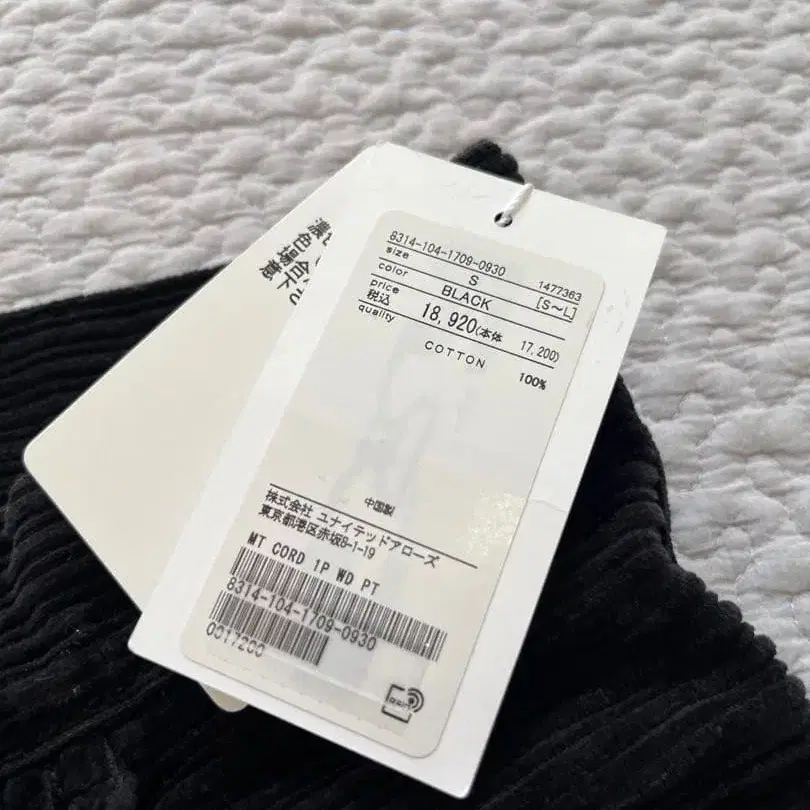 8314-104-1709-0930
1477363
size S [S～L]
color BLACK
price
税込 18,920(本体 17,200)
quality
COTTON 100%
中国製
株式会社 ユナイテッドアローズ
東京都港区赤坂8-1-19
MT CORD 1P WD PT
8314-104-1709-0930
0017200